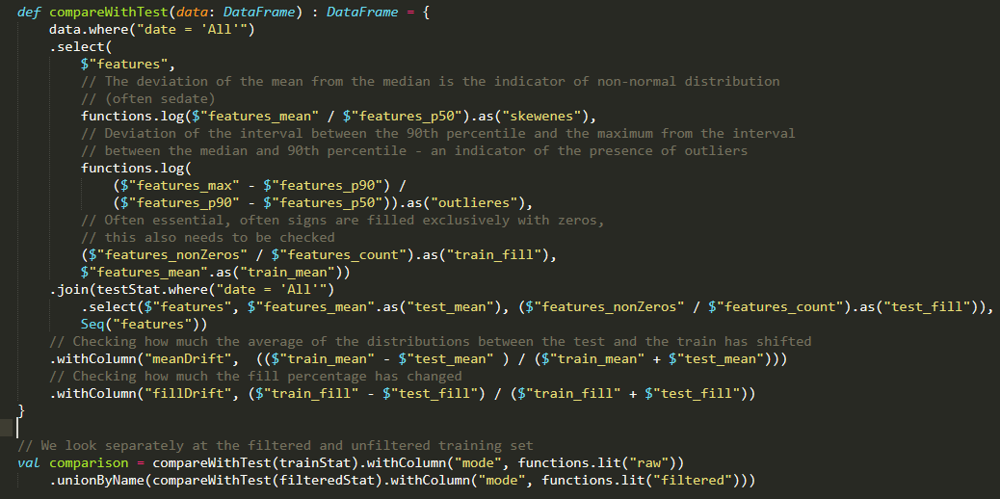 def compareWithTest(data: DataFrame) : DataFrame = {
    data.where("date = 'All'")
    .select(
        $"features",
        // The deviation of the mean from the median is the indicator of non-normal distribution
        // (often sedate)
        functions.log($"features_mean" / $"features_p50").as("skewenes"),
        // Deviation of the interval between the 90th percentile and the maximum from the interval
        // between the median and 90th percentile - an indicator of the presence of outliers
        functions.log(
            ($"features_max" - $"features_p90") /
            ($"features_p90" - $"features_p50")).as("outlieres"),
        // Often essential, often signs are filled exclusively with zeros,
        // this also needs to be checked
        ($"features_nonZeros" / $"features_count").as("train_fill"),
        $"features_mean".as("train_mean"))
    .join(testStat.where("date = 'All'")
        .select($"features", $"features_mean".as("test_mean"), ($"features_nonZeros" / $"features_count").as("test_fill")),
        Seq("features"))
    // Checking how much the average of the distributions between the test and the train has shifted
    .withColumn("meanDrift",  (($"train_mean" - $"test_mean" ) / ($"train_mean" + $"test_mean")))
    // Checking how much the fill percentage has changed
    .withColumn("fillDrift", ($"train_fill" - $"test_fill") / ($"train_fill" + $"test_fill"))
}
// We look separately at the filtered and unfiltered training set
val comparison = compareWithTest(trainStat).withColumn("mode", functions.lit("raw"))
    .unionByName(compareWithTest(filteredStat).withColumn("mode", functions.lit("filtered")))